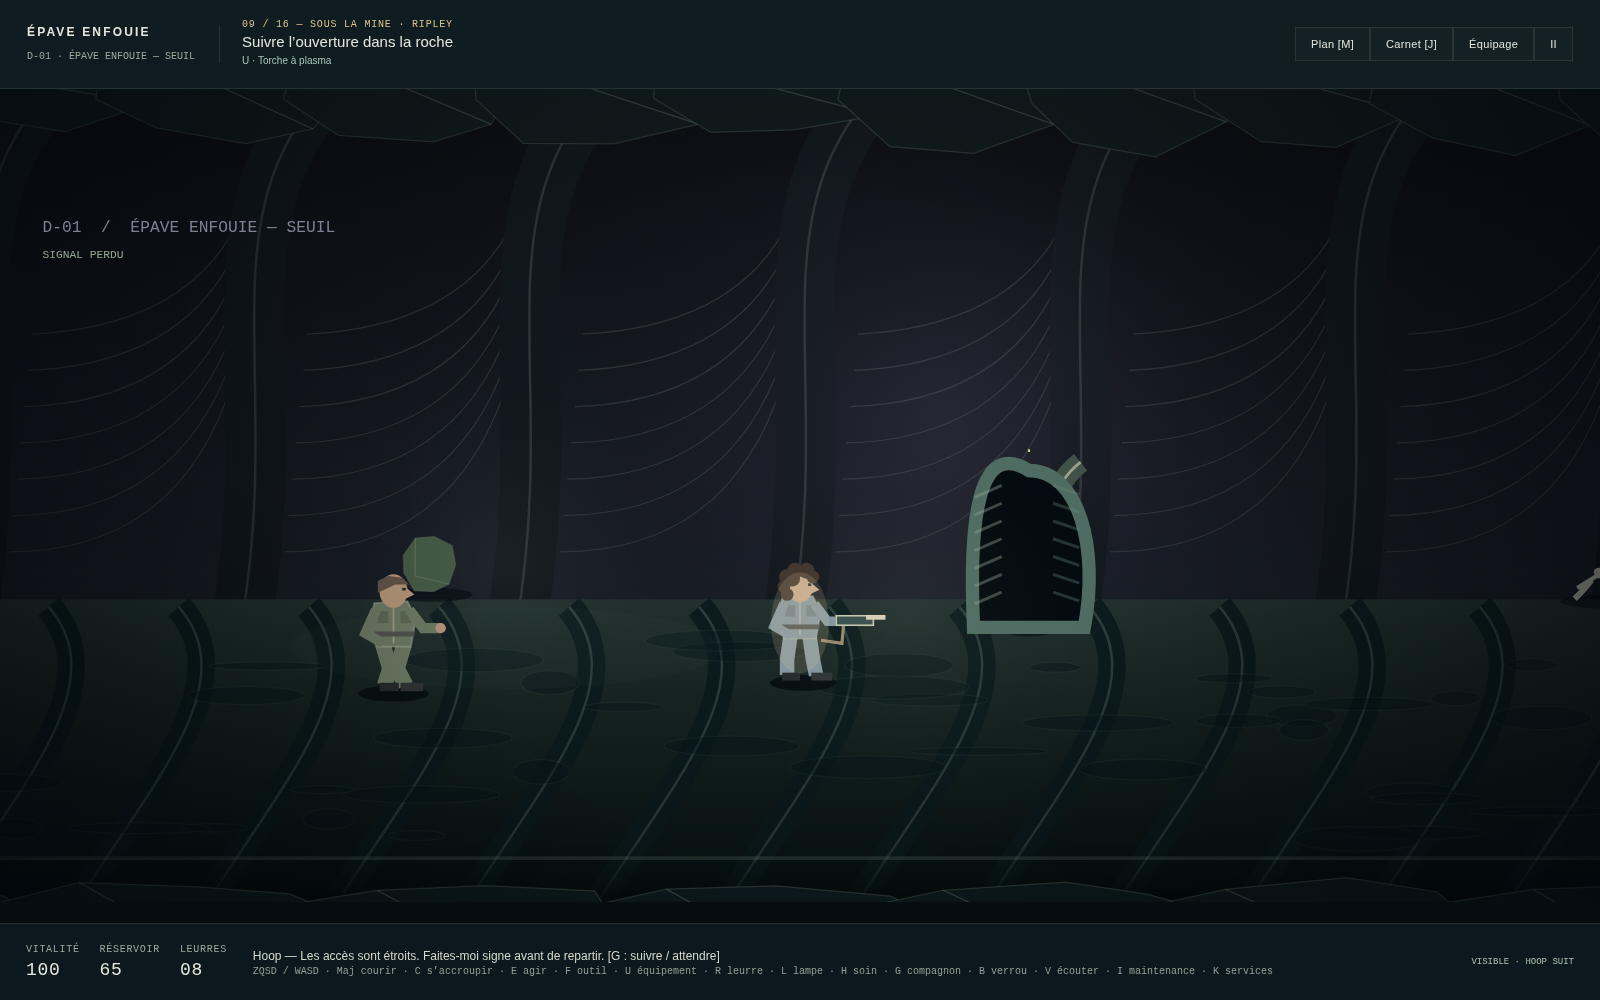 ÉPAVE ENFOUIE
D-01 · ÉPAVE ENFOUIE — SEUIL
09 / 16 — SOUS LA MINE · RIPLEY
Suivre l’ouverture dans la roche
U · Torche à plasma
Plan [M]
Carnet [J]
Équipage
II
D-01 / ÉPAVE ENFOUIE — SEUIL
SIGNAL PERDU
VITALITÉ
100
RÉSERVOIR
65
LEURRES
08
Hoop — Les accès sont étroits. Faites-moi signe avant de repartir. [G : suivre / attendre]
ZQSD / WASD · Maj courir · C s’accroupir · E agir · F outil · U équipement · R leurre · L lampe · H soin · G compagnon · B verrou · V écouter · I maintenance · K services
VISIBLE · HOOP SUIT